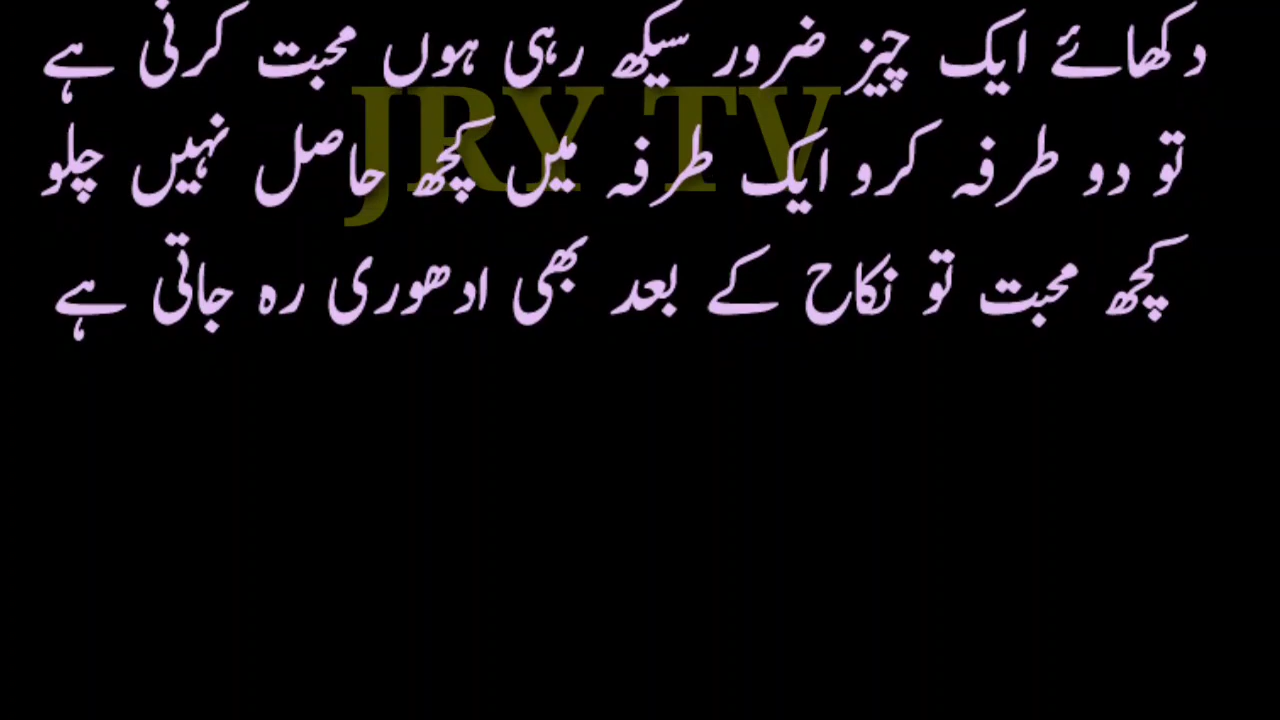 دکھائے ایک چیز ضرور سیکھ رہی ہوں محبت کرنی ہے
JRY TV
تو دو طرفہ کرو ایک طرفہ میں کچھ حاصل نہیں چلو
کچھ محبت تو نکاح کے بعد بھی ادھوری رہ جاتی ہے